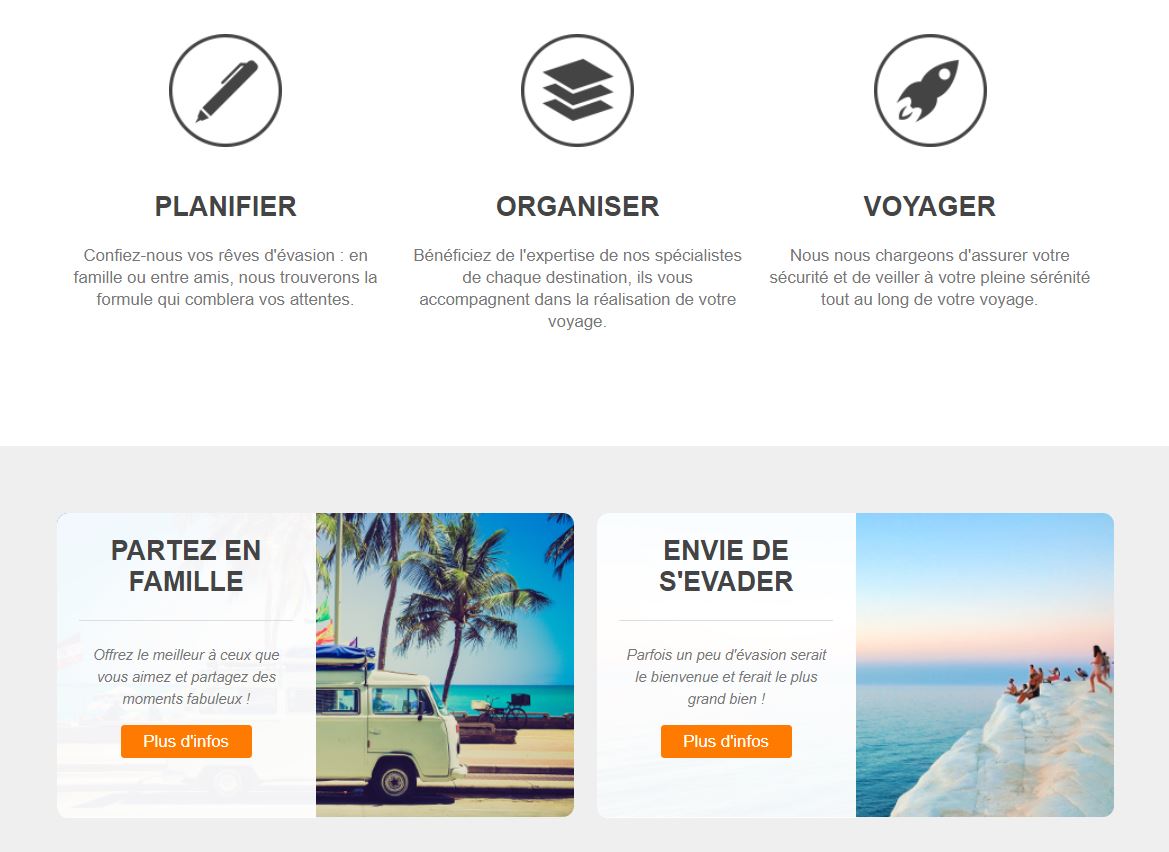 PLANIFIER
Confiez-nous vos rêves d'évasion : en
famille ou entre amis, nous trouverons la
formule qui comblera vos attentes.
ORGANISER
Bénéficiez de l'expertise de nos spécialistes
de chaque destination, ils vous
accompagnent dans la réalisation de votre
voyage.
VOYAGER
Nous nous chargeons d'assurer votre
sécurité et de veiller à votre pleine sérénité
tout au long de votre voyage.
PARTEZ EN
FAMILLE
Offrez le meilleur à ceux que
vous aimez et partagez des
moments fabuleux !
Plus d'infos
ENVIE DE
S'EVADER
Parfois un peu d'évasion serait
le bienvenue et ferait le plus
grand bien !
Plus d'infos